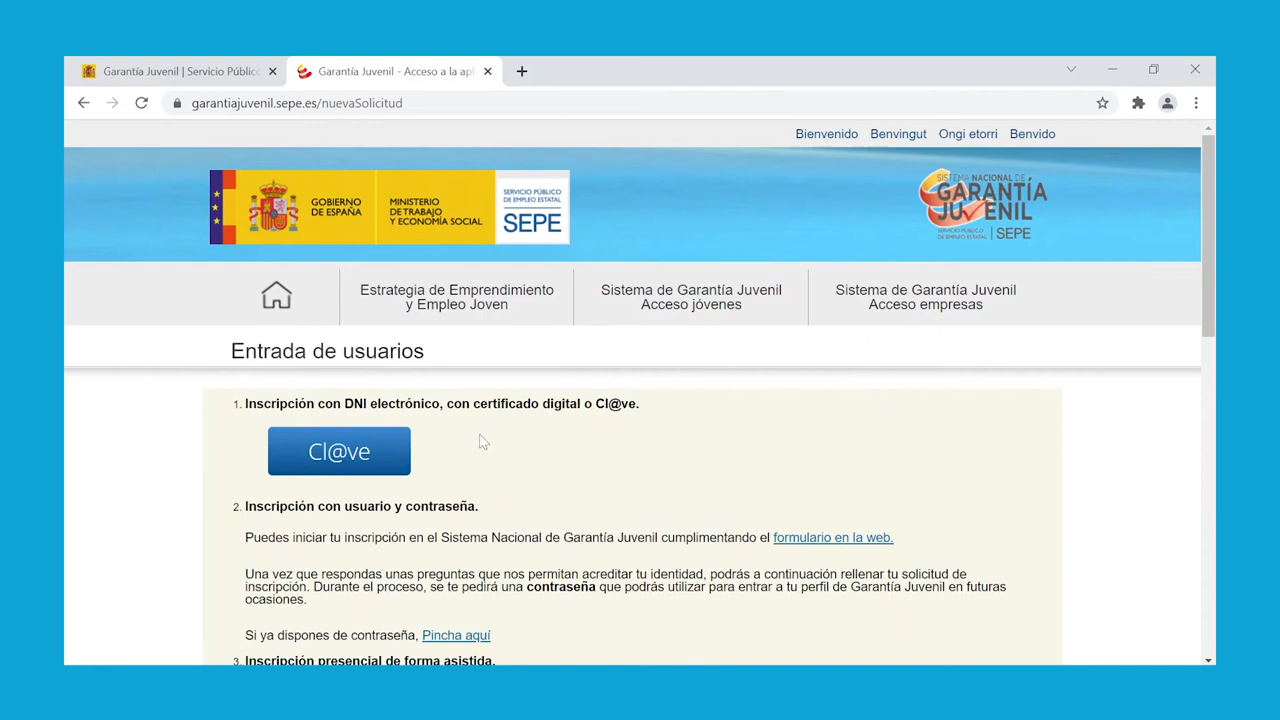 Garantía Juvenil | Servicio Públic
Garantía Juvenil - Acceso a la apl
garantiajuvenil.sepe.es/nuevaSolicitud
Bienvenido Benvingut Ongi etorri Benvido
GOBIERNO
DE ESPAÑA
MINISTERIO
DE TRABAJO
Y ECONOMÍA SOCIAL
SERVICIO PÚBLICO
DE EMPLEO ESTATAL
SEPE
SISTEMA NACIONAL DE
GARANTÍA
JUVENIL
SERVICIO PÚBLICO
DE EMPLEO ESTATAL
SEPE
Estrategia de Emprendimiento
y Empleo Joven
Sistema de Garantía Juvenil
Acceso jóvenes
Sistema de Garantía Juvenil
Acceso empresas
Entrada de usuarios
1. Inscripción con DNI electrónico, con certificado digital o Cl@ve.
Cl@ve
2. Inscripción con usuario y contraseña.
Puedes iniciar tu inscripción en el Sistema Nacional de Garantía Juvenil cumplimentando el formulario en la web.
Una vez que respondas unas preguntas que nos permitan acreditar tu identidad, podrás a continuación rellenar tu solicitud de
inscripción. Durante el proceso, se te pedirá una contraseña que podrás utilizar para entrar a tu perfil de Garantía Juvenil en futuras
ocasiones.
Si ya dispones de contraseña, Pincha aquí
3. Inscripción presencial de forma asistida.